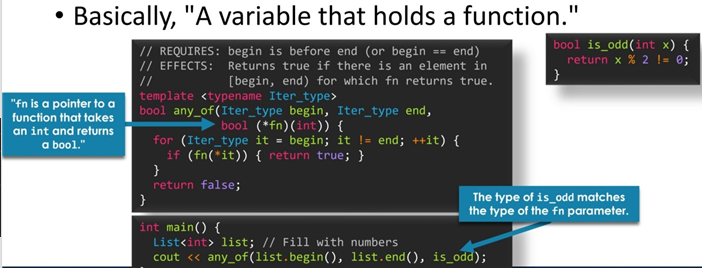 • Basically, "A variable that holds a function."
// REQUIRES: begin is before end (or begin == end)
// EFFECTS:  Returns true if there is an element in
//           [begin, end) for which fn returns true.
template <typename Iter_type>
bool any_of(Iter_type begin, Iter_type end,
            bool (*fn)(int)) {
  for (Iter_type it = begin; it != end; ++it) {
    if (fn(*it)) { return true; }
  }
  return false;
}
"fn is a pointer to a
function that takes
an int and returns
a bool."
bool is_odd(int x) {
  return x % 2 != 0;
}
The type of is_odd matches
the type of the fn parameter.
int main() {
  List<int> list; // Fill with numbers
  cout << any_of(list.begin(), list.end(), is_odd);